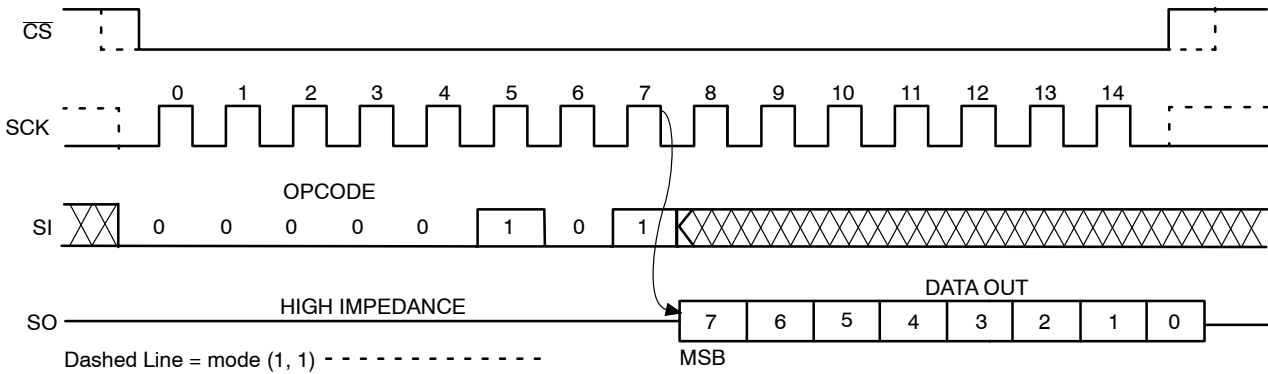 CS
0 1 2 3 4 5 6 7 8 9 10 11 12 13 14
SCK
OPCODE
SI 0 0 0 0 0 1 0 1
DATA OUT
HIGH IMPEDANCE
SO 7 6 5 4 3 2 1 0
Dashed Line = mode (1, 1) MSB